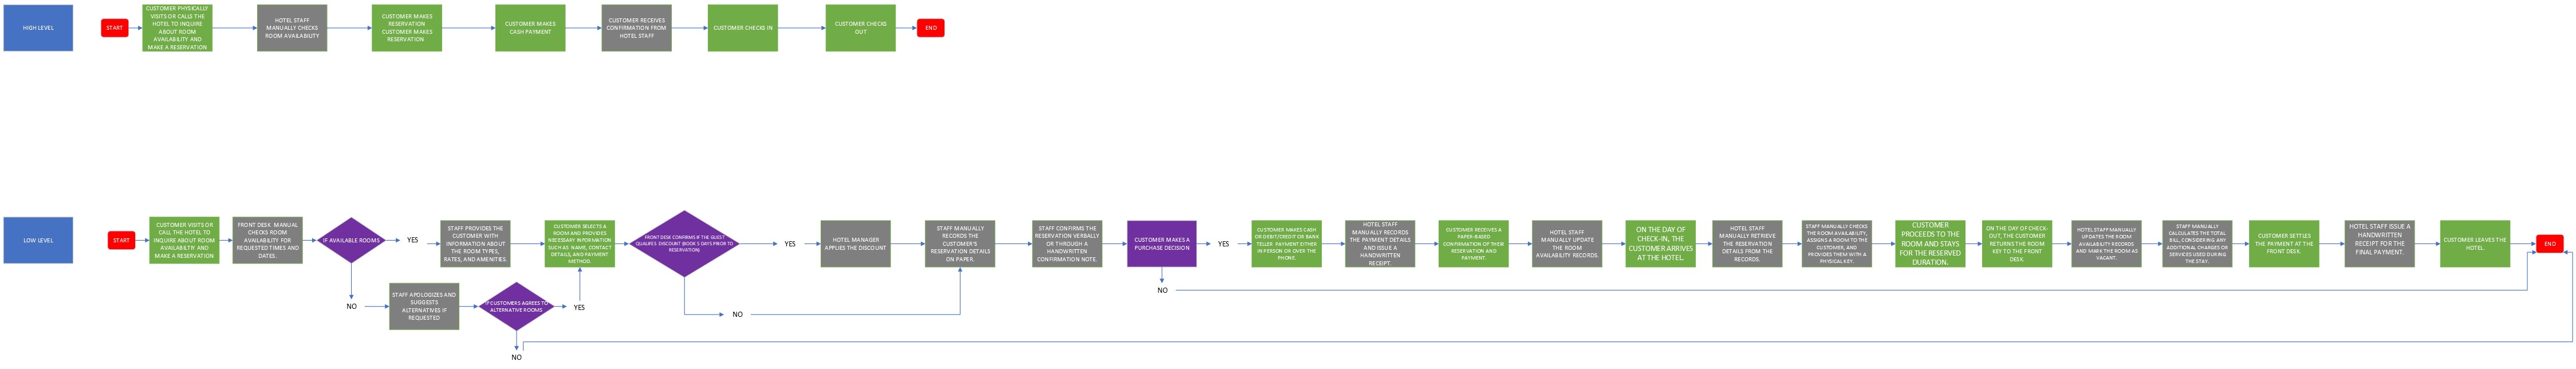 HIGH LEVEL
START
CUSTOMER PHYSICALLY
VISITS OR CALLS THE
HOTEL TO INQUIRE
ABOUT ROOM
AVAILABILITY AND
MAKE A RESERVATION
HOTEL STAFF
MANUALLY CHECKS
ROOM AVAILABILITY
CUSTOMER MAKES
RESERVATION
CUSTOMER MAKES
RESERVATION
CUSTOMER MAKES
CASH PAYMENT
CUSTOMER RECEIVES
CONFIRMATION FROM
HOTEL STAFF
CUSTOMER CHECKS IN
CUSTOMER CHECKS
OUT
END
LOW LEVEL
START
CUSTOMER VISITS OR
CALL THE HOTEL TO
INQUIRE ABOUT ROOM
AVAILABILITY AND
MAKE A RESERVATION
FRONT DESK MANUAL
CHECKS ROOM
AVAILABILITY FOR
REQUESTED TIMES AND
DATES.
IF AVAILABLE ROOMS
YES
STAFF PROVIDES THE
CUSTOMER WITH
INFORMATION ABOUT
THE ROOM TYPES,
RATES, AND AMENITIES.
CUSTOMER SELECTS A
ROOM AND PROVIDES
NECESSARY INFORMATION
SUCH AS NAME, CONTACT
DETAILS, AND PAYMENT
METHOD.
FRONT DESK CONFIRMS IF THE GUEST
QUALIFIES DISCOUNT (BOOK 5 DAYS PRIOR TO
RESERVATION)
YES
HOTEL MANAGER
APPLIES THE DISCOUNT
STAFF MANUALLY
RECORDS THE
CUSTOMER'S
RESERVATION DETAILS
ON PAPER.
STAFF CONFIRMS THE
RESERVATION VERBALLY
OR THROUGH A
HANDWRITTEN
CONFIRMATION NOTE.
CUSTOMER MAKES A
PURCHASE DECISION
YES
CUSTOMER MAKES CASH
OR DEBIT/CREDIT OR BANK
TELLER PAYMENT EITHER
IN PERSON OR OVER THE
PHONE.
HOTEL STAFF
MANUALLY RECORDS
THE PAYMENT DETAILS
AND ISSUE A
HANDWRITTEN
RECEIPT.
CUSTOMER RECEIVES A
PAPER-BASED
CONFIRMATION OF THEIR
RESERVATION AND
PAYMENT.
HOTEL STAFF
MANUALLY UPDATE
THE ROOM
AVAILABILITY RECORDS.
ON THE DAY OF
CHECK-IN, THE
CUSTOMER ARRIVES
AT THE HOTEL.
HOTEL STAFF
MANUALLY RETRIEVE
THE RESERVATION
DETAILS FROM THE
RECORDS.
STAFF MANUALLY CHECKS
THE ROOM AVAILABILITY,
ASSIGNS A ROOM TO THE
CUSTOMER, AND
PROVIDES THEM WITH A
PHYSICAL KEY.
CUSTOMER
PROCEEDS TO THE
ROOM AND STAYS
FOR THE RESERVED
DURATION.
ON THE DAY OF CHECK-
OUT, THE CUSTOMER
RETURNS THE ROOM
KEY TO THE FRONT
DESK.
HOTEL STAFF MANUALLY
UPDATES THE ROOM
AVAILABILITY RECORDS
AND MARK THE ROOM AS
VACANT.
STAFF MANUALLY
CALCULATES THE TOTAL
BILL, CONSIDERING ANY
ADDITIONAL CHARGES OR
SERVICES USED DURING
THE STAY.
CUSTOMER SETTLES
THE PAYMENT AT THE
FRONT DESK.
HOTEL STAFF ISSUE A
HANDWRITTEN
RECEIPT FOR THE
FINAL PAYMENT.
CUSTOMER LEAVES THE
HOTEL.
END
NO
STAFF APOLOGIZES AND
SUGGESTS
ALTERNATIVES IF
REQUESTED
IF CUSTOMERS AGREES TO
ALTERNATIVE ROOMS
YES
NO
NO
NO